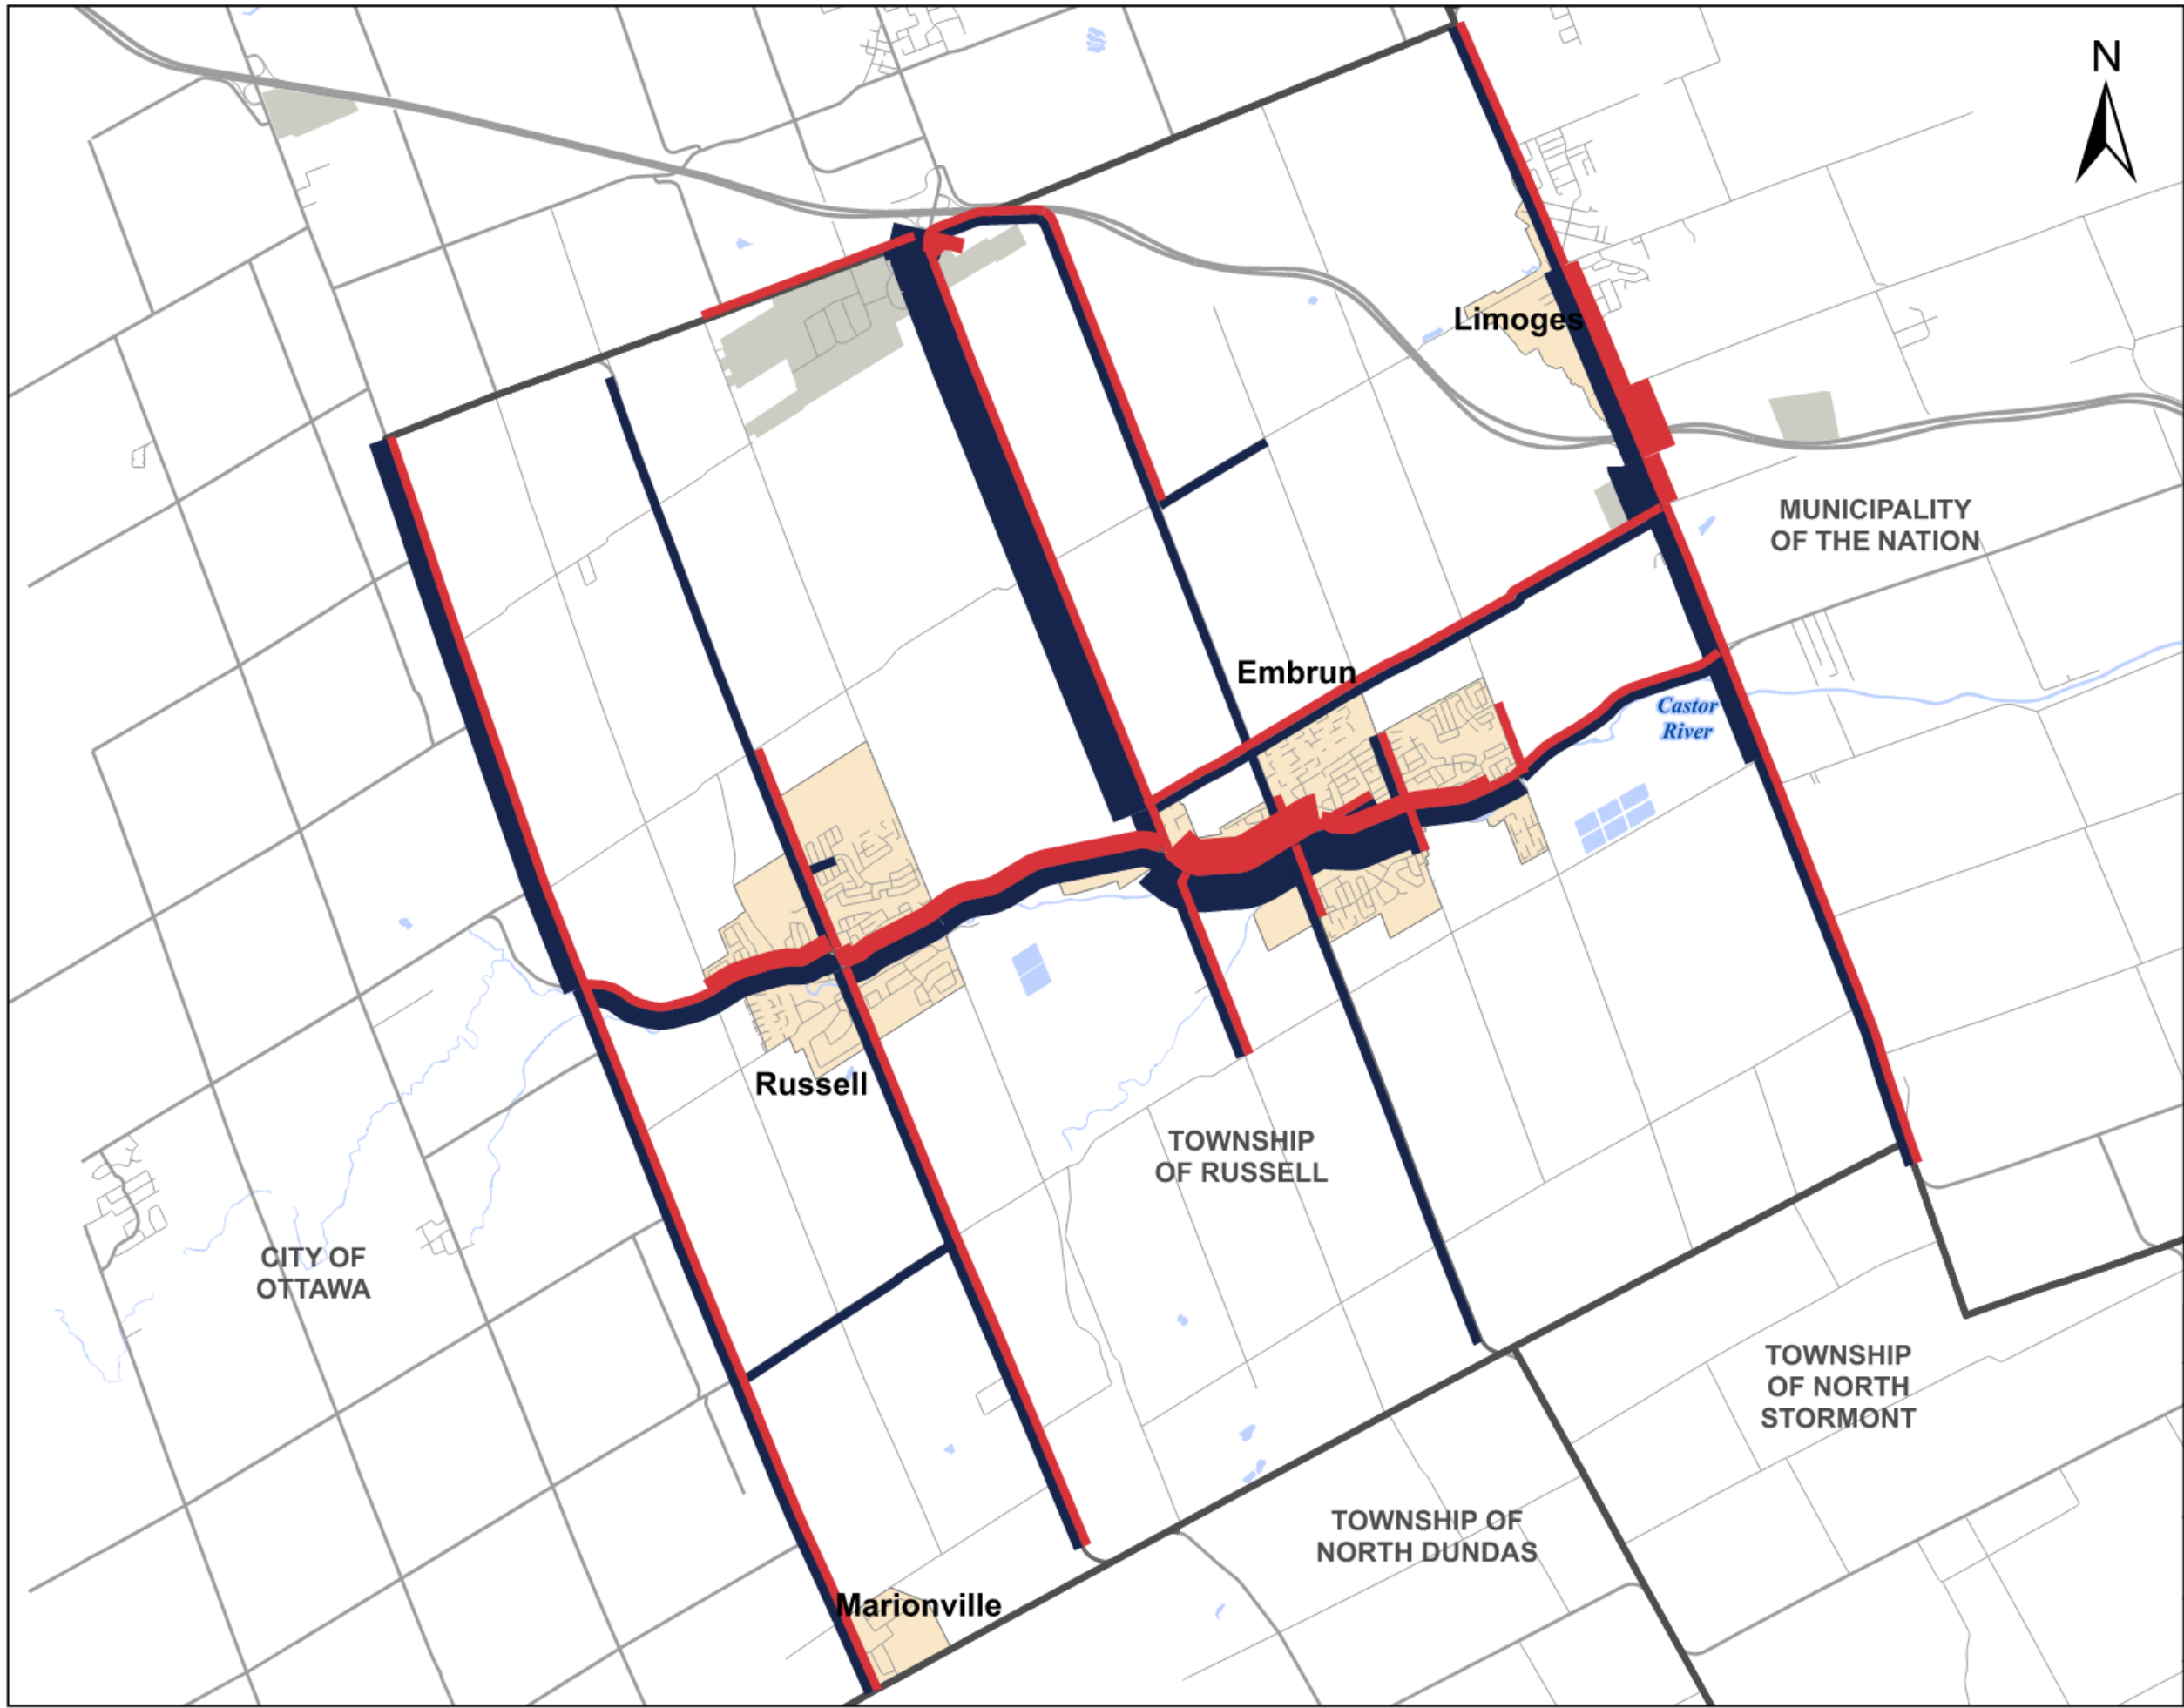 N
Limoges
MUNICIPALITY
OF THE NATION
Embrun
Castor
River
Russell
TOWNSHIP
OF RUSSELL
CITY OF
OTTAWA
TOWNSHIP
OF NORTH
STORMONT
TOWNSHIP OF
NORTH DUNDAS
Marionville